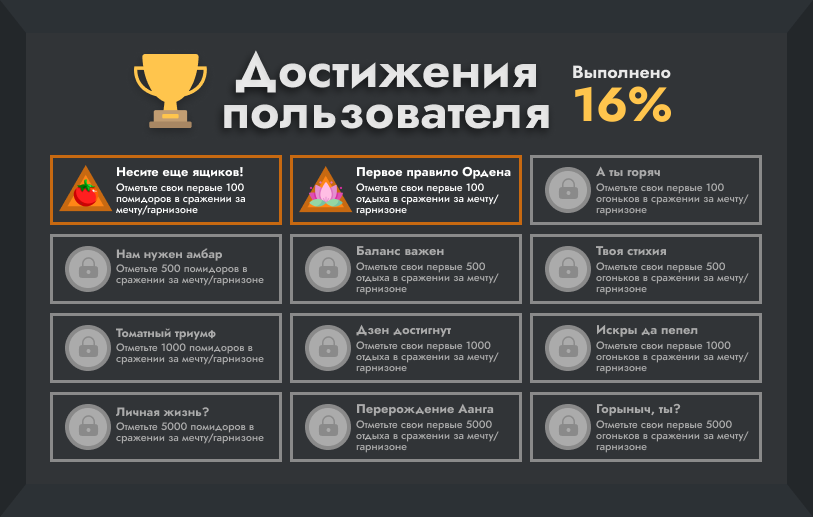 Достижения
пользователя
Выполнено
16%
Несите еще ящиков!
Отметьте свои первые 100
помидоров в сражении за
мечту/гарнизоне
Первое правило Ордена
Отметьте свои первые 100
отдыха в сражении за мечту/
гарнизоне
А ты горяч
Отметьте свои первые 100
огоньков в сражении за мечту/
гарнизоне
Нам нужен амбар
Отметьте 500 помидоров в
сражении за мечту/гарнизоне
Баланс важен
Отметьте свои первые 500
отдыха в сражении за мечту/
гарнизоне
Твоя стихия
Отметьте свои первые 500
огоньков в сражении за мечту/
гарнизоне
Томатный триумф
Отметьте 1000 помидоров в
сражении за мечту/гарнизоне
Дзен достигнут
Отметьте свои первые 1000
отдыха в сражении за мечту/
гарнизоне
Искры да пепел
Отметьте свои первые 1000
огоньков в сражении за мечту/
гарнизоне
Личная жизнь?
Отметьте 5000 помидоров в
сражении за мечту/гарнизоне
Перерождение Аанга
Отметьте свои первые 5000
отдыха в сражении за мечту/
гарнизоне
Горыныч, ты?
Отметьте свои первые 5000
огоньков в сражении за мечту/
гарнизоне